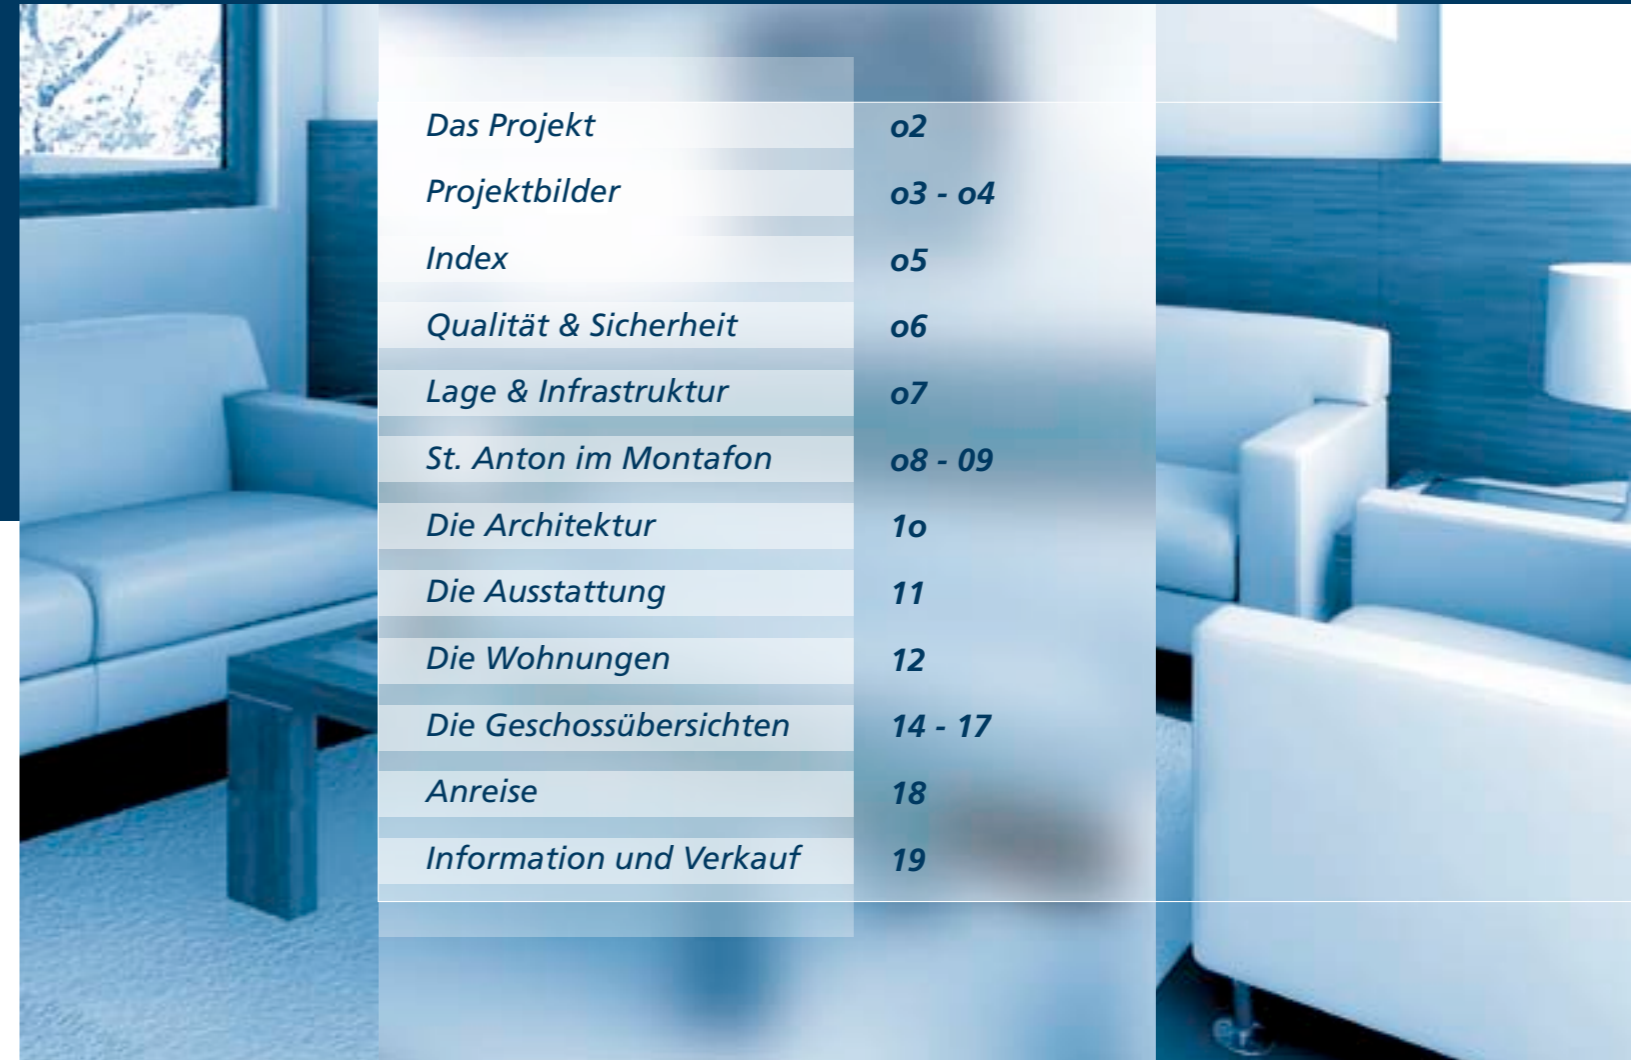 Das Projekt o2
Projektbilder o3 - o4
Index o5
Qualität & Sicherheit o6
Lage & Infrastruktur o7
St. Anton im Montafon o8 - 09
Die Architektur 1o
Die Ausstattung 11
Die Wohnungen 12
Die Geschossübersichten 14 - 17
Anreise 18
Information und Verkauf 19